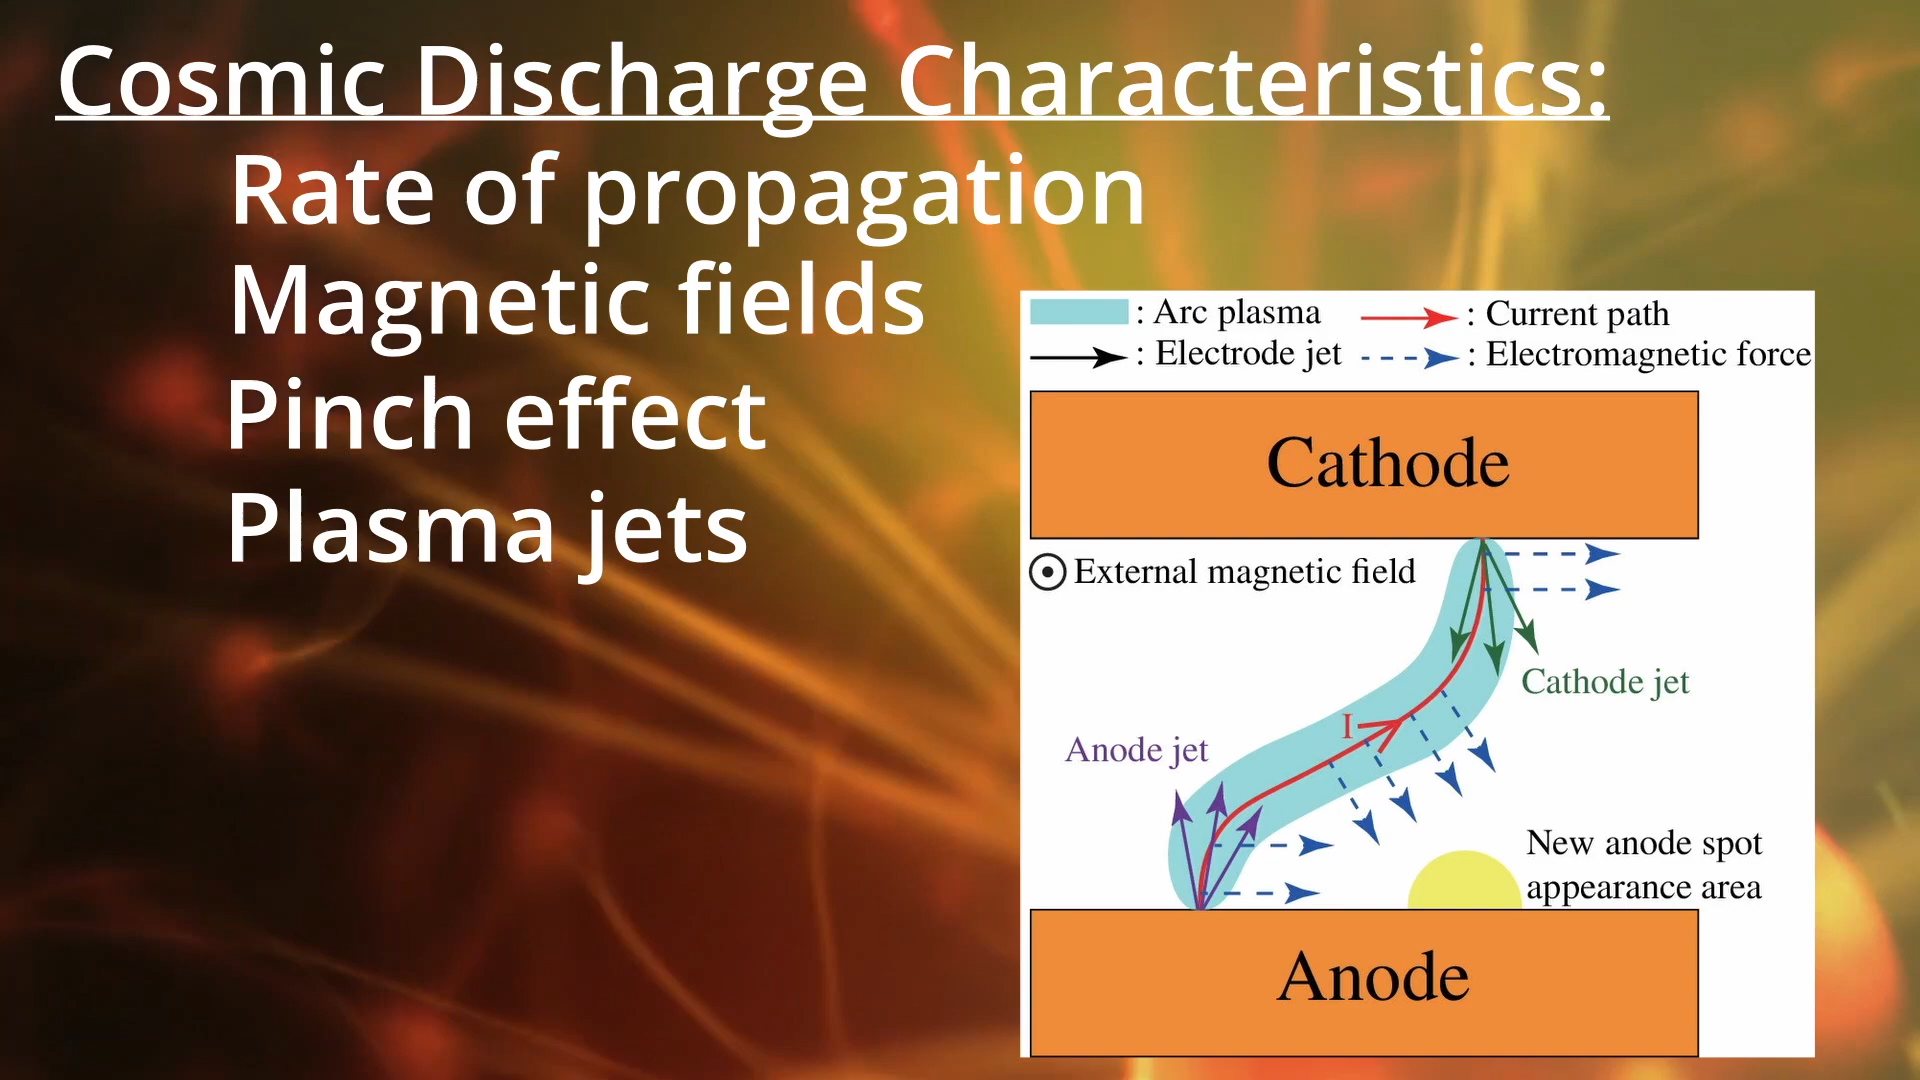 Cosmic Discharge Characteristics:
Rate of propagation
Magnetic fields
Pinch effect
Plasma jets
: Arc plasma
: Current path
: Electrode jet
: Electromagnetic force
Cathode
External magnetic field
Cathode jet
I
Anode jet
New anode spot
appearance area
Anode